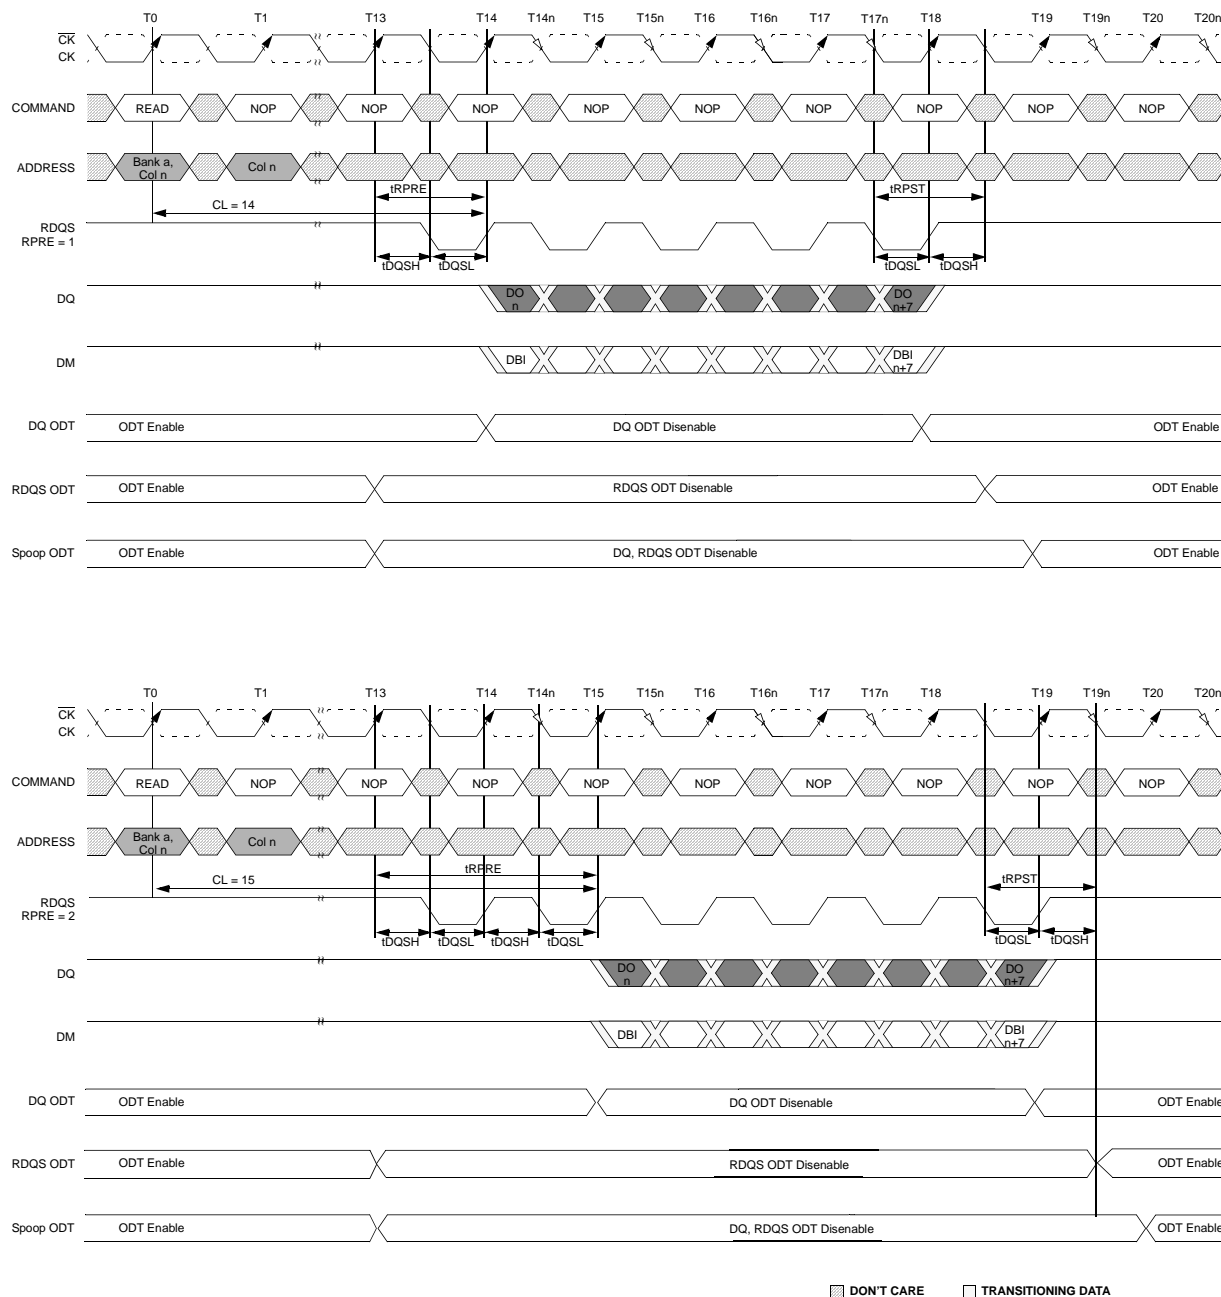 T0 T1 T13 T14 T14n T15 T15n T16 T16n T17 T17n T18 T19 T19n T20 T20n
CK
CK
COMMAND READ NOP NOP NOP NOP NOP NOP NOP NOP NOP
ADDRESS Bank a, Col n Col n
tRPRE tRPST
CL = 14
RDQS
RPRE = 1
tDQSH tDQSL tDQSL tDQSH
DQ DO n DO n+7
DM DBI DBI n+7
DQ ODT ODT Enable DQ ODT Disenable ODT Enable
RDQS ODT ODT Enable RDQS ODT Disenable ODT Enable
Spoop ODT ODT Enable DQ, RDQS ODT Disenable ODT Enable
T0 T1 T13 T14 T14n T15 T15n T16 T16n T17 T17n T18 T19 T19n T20 T20n
CK
CK
COMMAND READ NOP NOP NOP NOP NOP NOP NOP NOP NOP
ADDRESS Bank a, Col n Col n
tRPRE tRPST
CL = 15
RDQS
RPRE = 2
tDQSH tDQSL tDQSH tDQSL tDQSL tDQSH
DQ DO n DO n+7
DM DBI DBI n+7
DQ ODT ODT Enable DQ ODT Disenable ODT Enable
RDQS ODT ODT Enable RDQS ODT Disenable ODT Enable
Spoop ODT ODT Enable DQ, RDQS ODT Disenable ODT Enable
DON'T CARE TRANSITIONING DATA